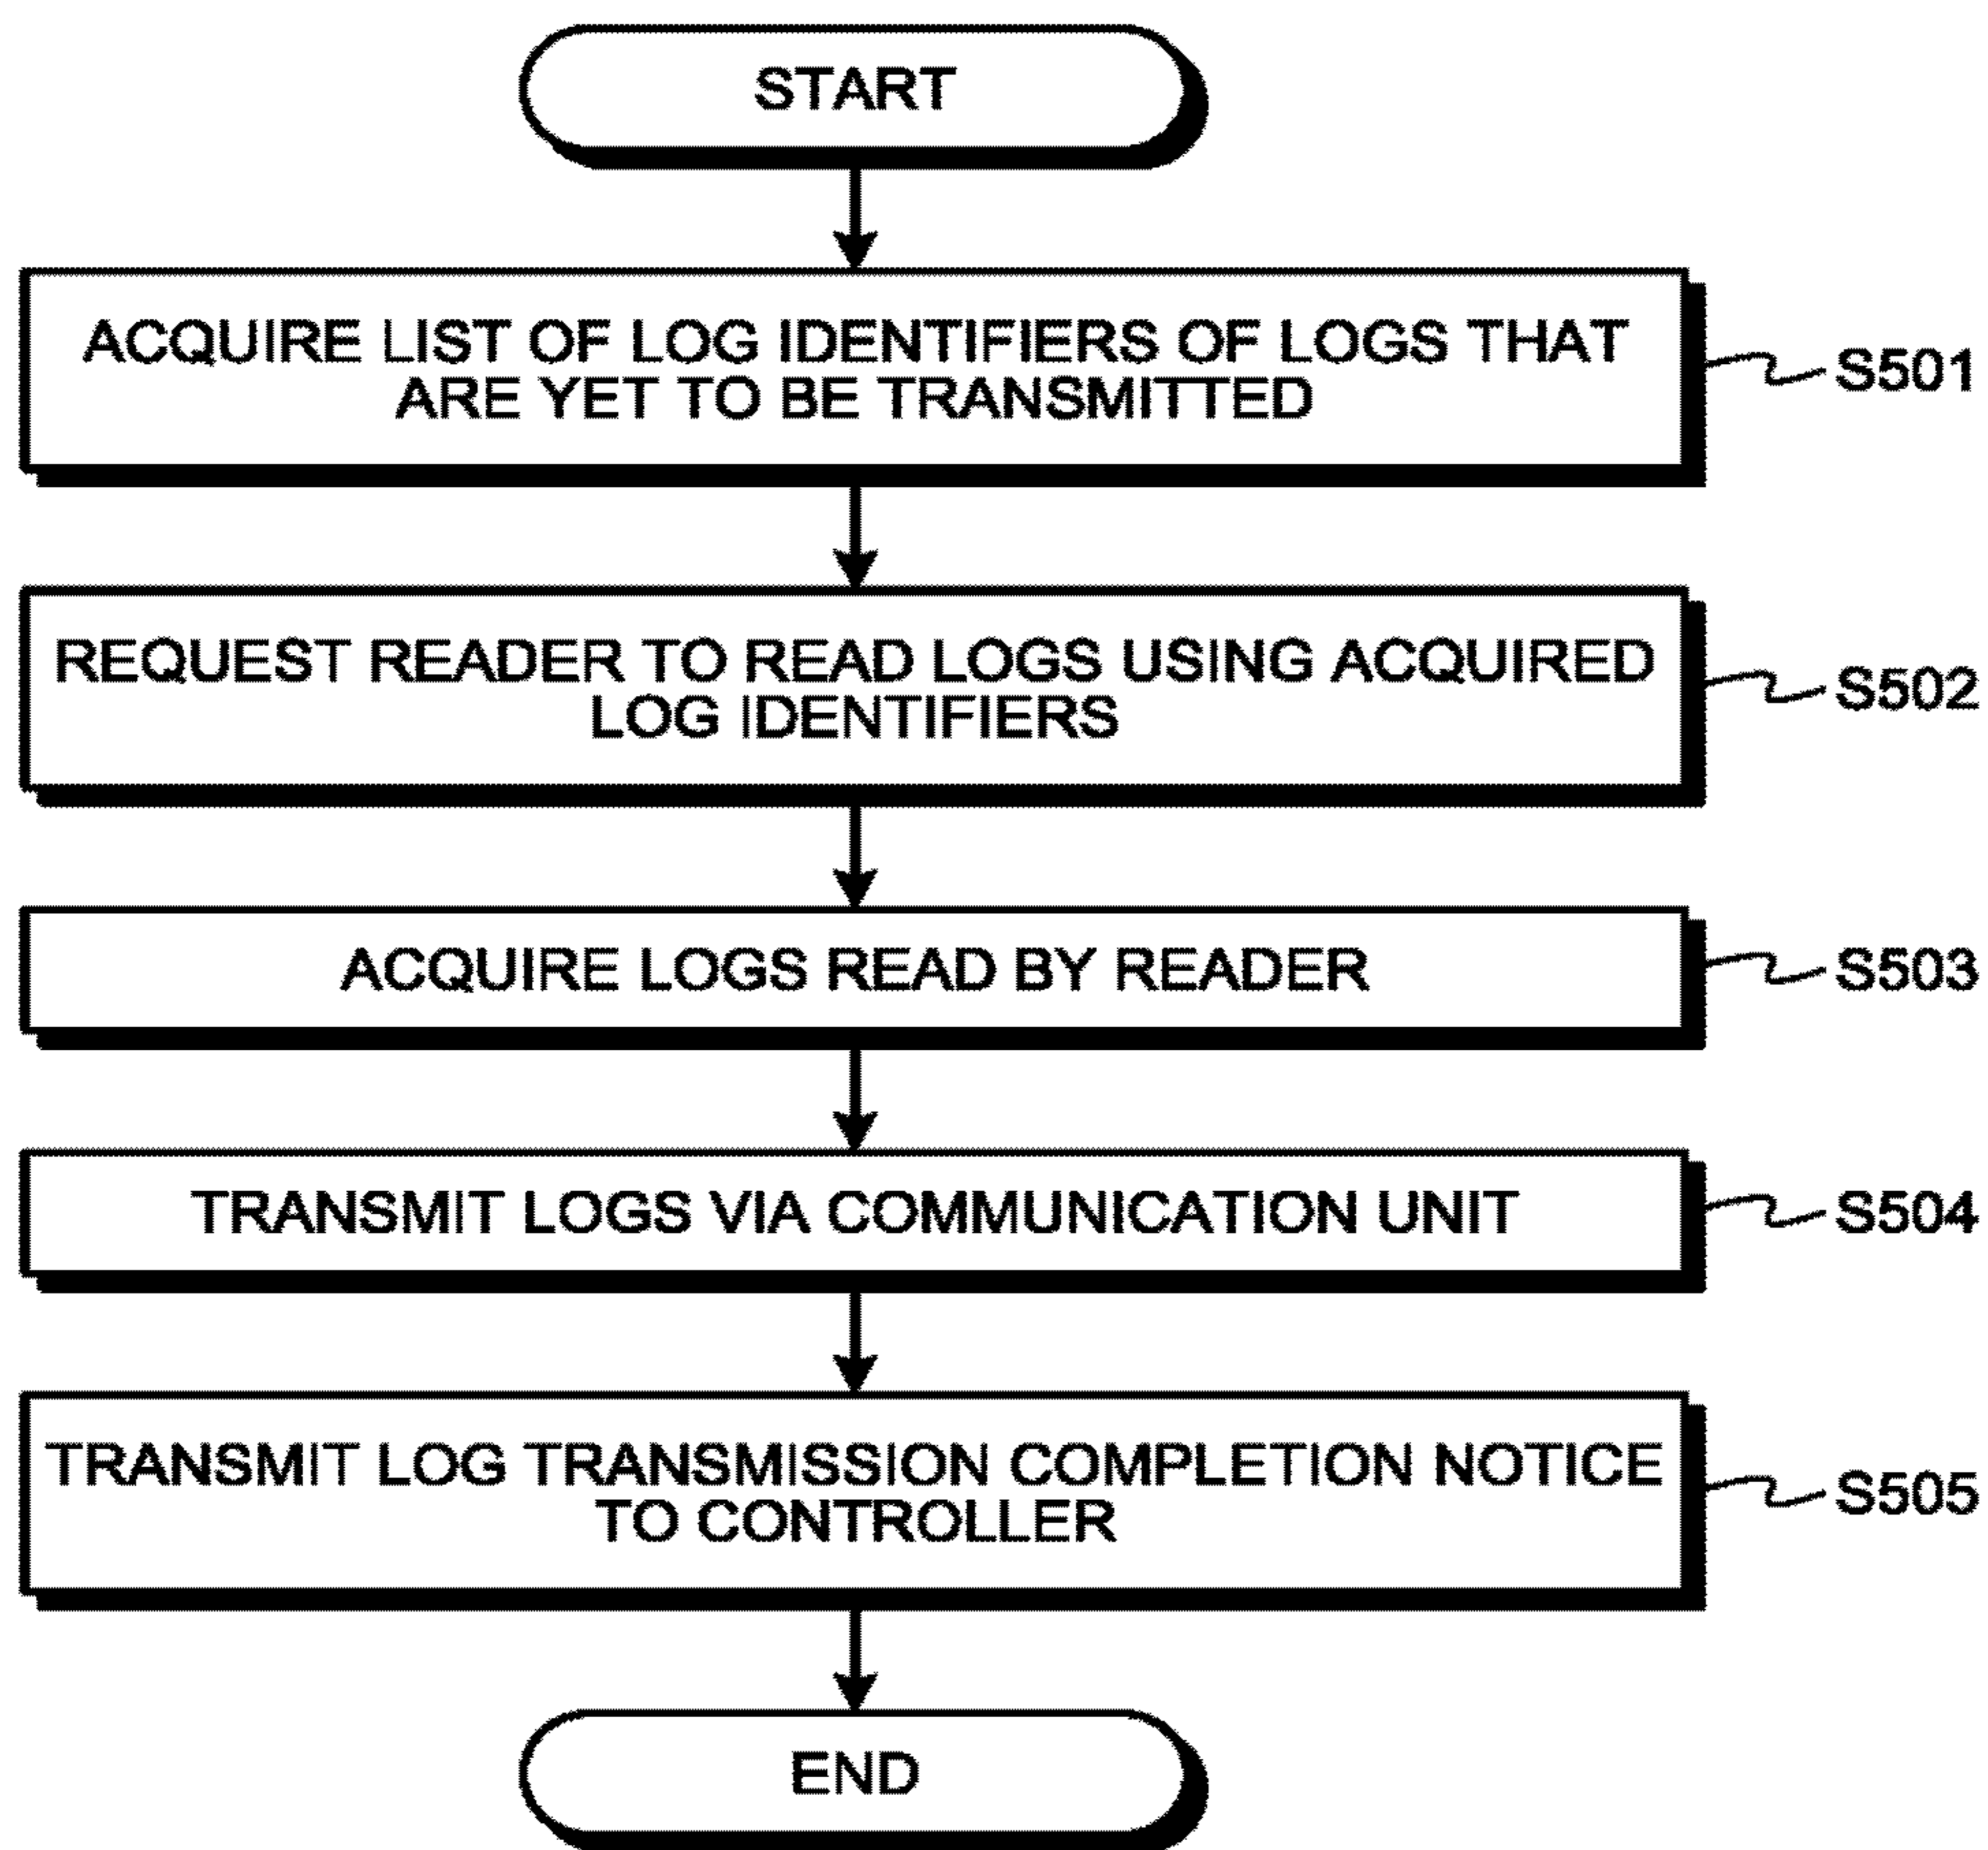 START
ACQUIRE LIST OF LOG IDENTIFIERS OF LOGS THAT
ARE YET TO BE TRANSMITTED
S501
REQUEST READER TO READ LOGS USING ACQUIRED
LOG IDENTIFIERS
S502
ACQUIRE LOGS READ BY READER
S503
TRANSMIT LOGS VIA COMMUNICATION UNIT
S504
TRANSMIT LOG TRANSMISSION COMPLETION NOTICE
TO CONTROLLER
S505
END